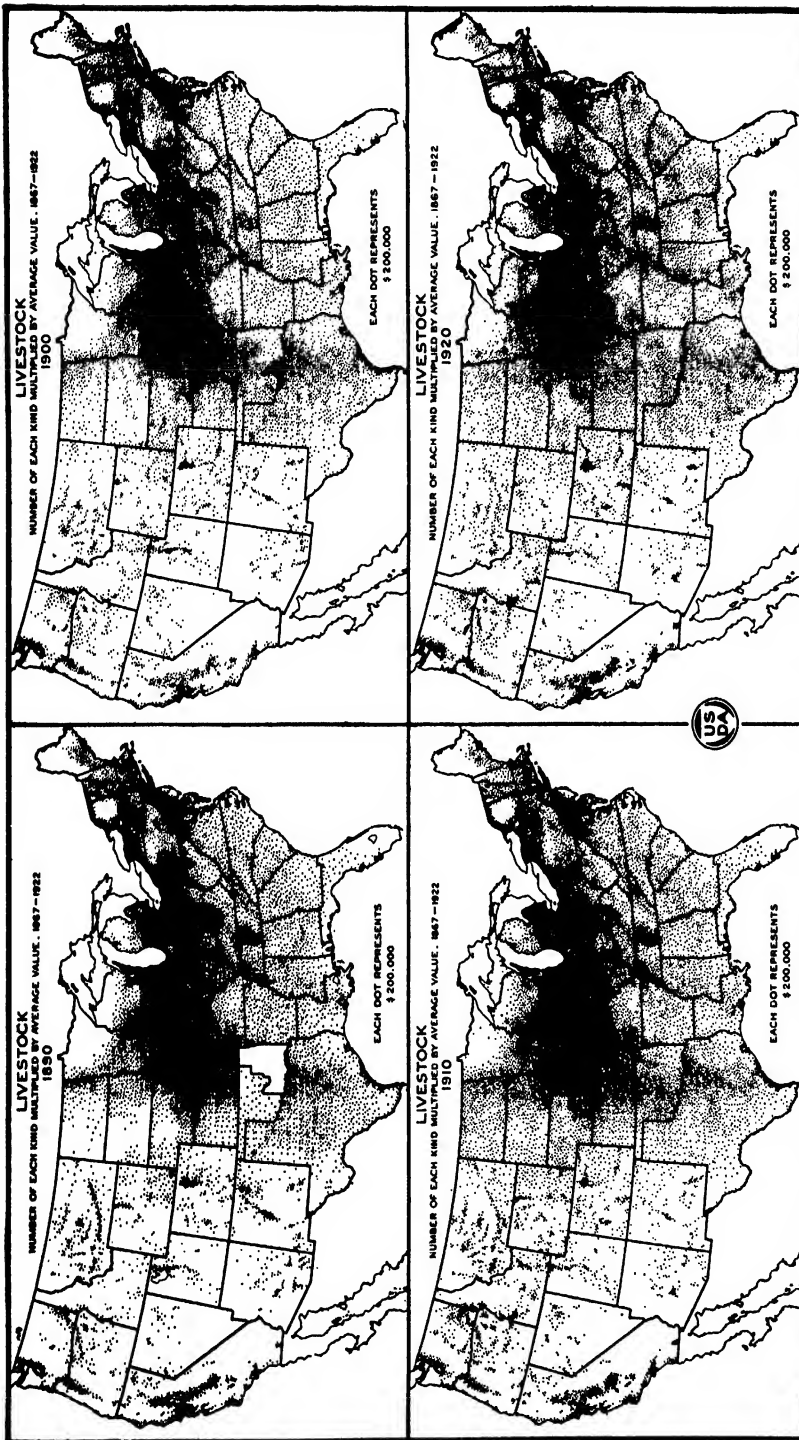 LIVESTOCK
1890
NUMBER OF EACH KIND MULTIPLIED BY AVERAGE VALUE. 1867–1922
EACH DOT REPRESENTS
$200,000
LIVESTOCK
1900
NUMBER OF EACH KIND MULTIPLIED BY AVERAGE VALUE. 1867–1922
EACH DOT REPRESENTS
$200,000
LIVESTOCK
1910
NUMBER OF EACH KIND MULTIPLIED BY AVERAGE VALUE. 1867–1922
EACH DOT REPRESENTS
$200,000
LIVESTOCK
1920
NUMBER OF EACH KIND MULTIPLIED BY AVERAGE VALUE. 1867–1922
EACH DOT REPRESENTS
$200,000
US
DA